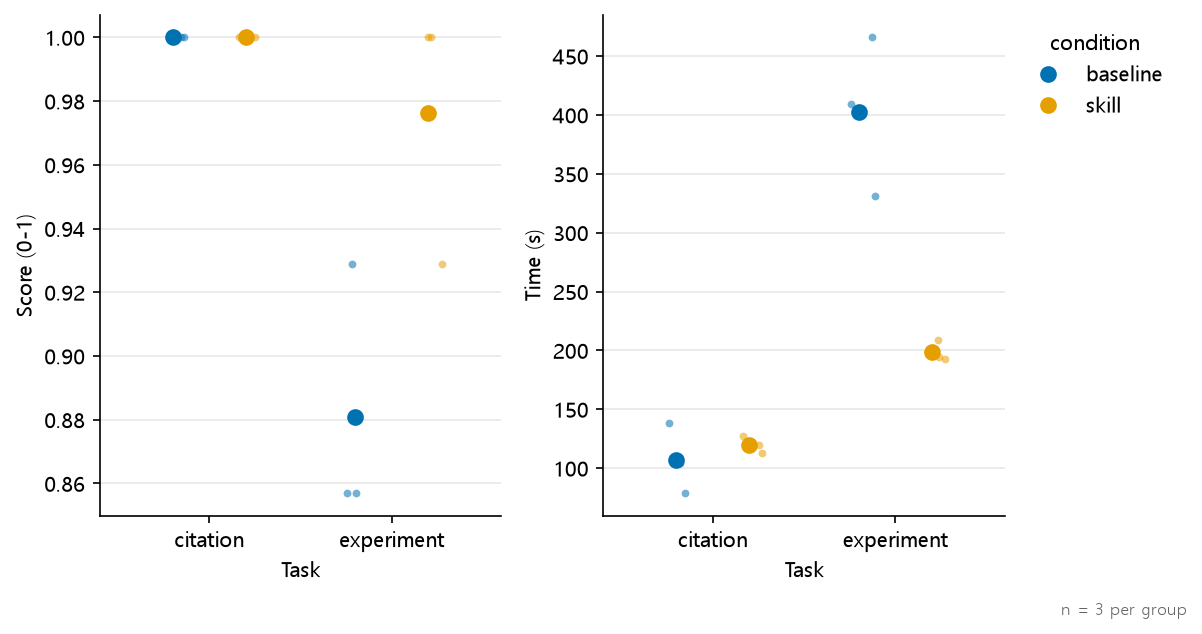 Score (0-1)
1.00
0.98
0.96
0.94
0.92
0.90
0.88
0.86
citation
experiment
Task
Time (s)
450
400
350
300
250
200
150
100
citation
experiment
Task
condition
baseline
skill
n = 3 per group